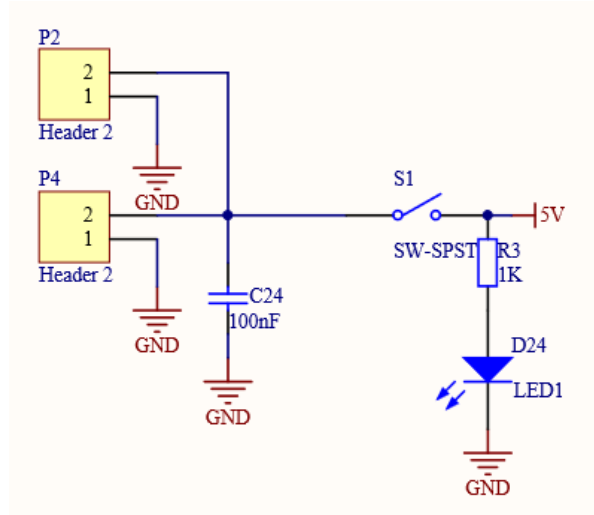 P2
2
1
Header 2
GND
P4
2
1
Header 2
GND
C24
100nF
GND
S1
SW-SPST
5V
R3
1K
D24
LED1
GND